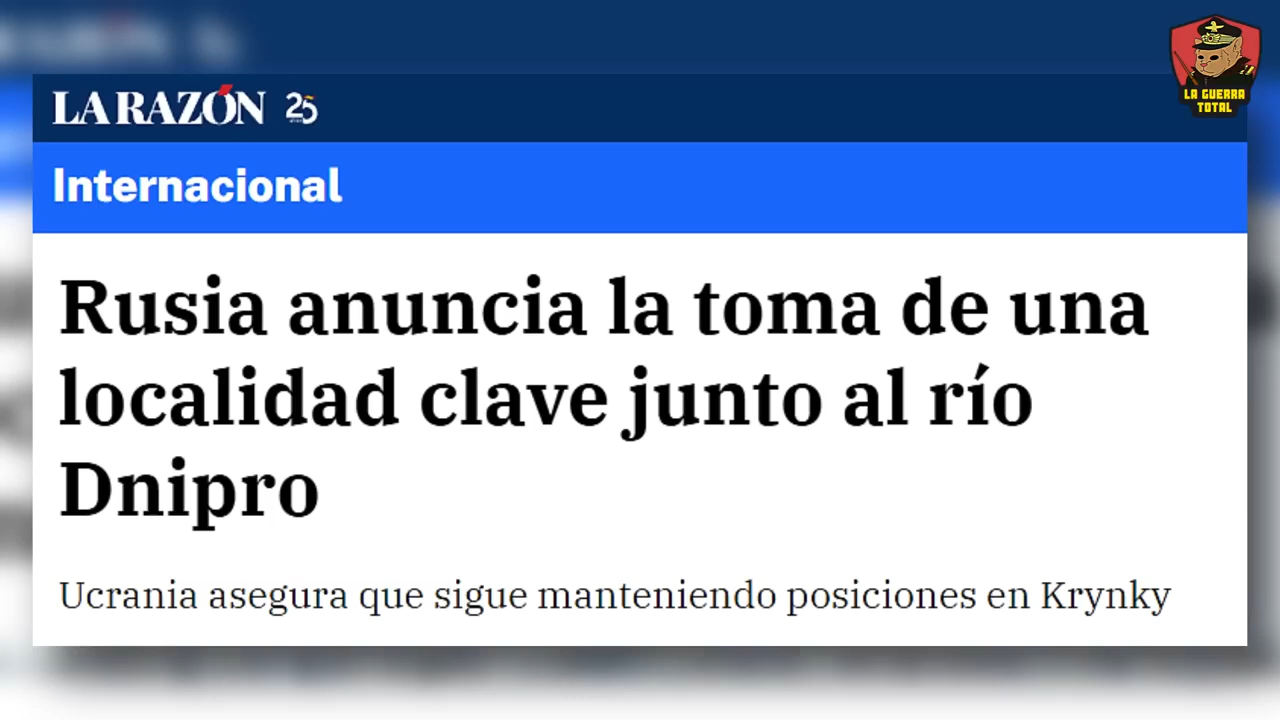 LA RAZÓN 25
LA GUERRA
TOTAL
Internacional
Rusia anuncia la toma de una
localidad clave junto al río
Dnipro
Ucrania asegura que sigue manteniendo posiciones en Krynky